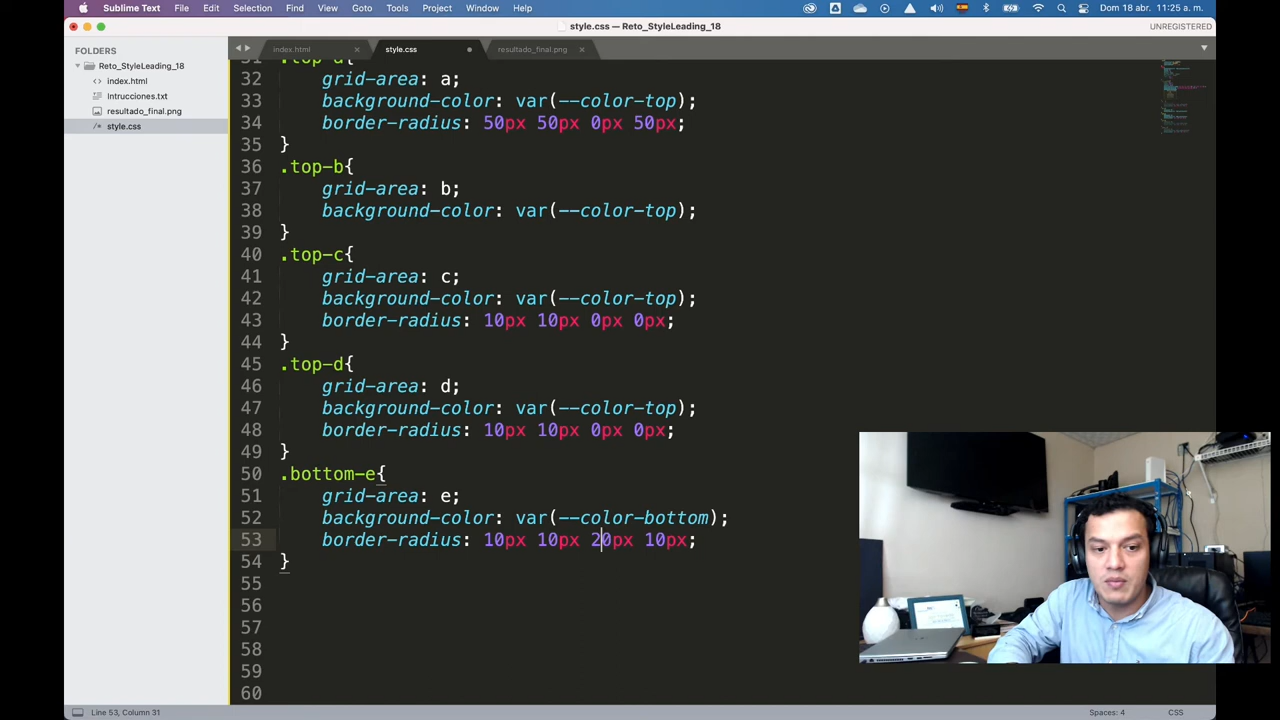 Sublime Text File Edit Selection Find View Goto Tools Project Window Help
Dom 18 abr. 11:25 a. m.
style.css — Reto_StyleLeading_18
UNREGISTERED
FOLDERS
Reto_StyleLeading_18
index.html
Intrucciones.txt
resultado_final.png
style.css
index.html
style.css
resultado_final.png
32 grid-area: a;
33 background-color: var(--color-top);
34 border-radius: 50px 50px 0px 50px;
35 }
36 .top-b{
37 grid-area: b;
38 background-color: var(--color-top);
39 }
40 .top-c{
41 grid-area: c;
42 background-color: var(--color-top);
43 border-radius: 10px 10px 0px 0px;
44 }
45 .top-d{
46 grid-area: d;
47 background-color: var(--color-top);
48 border-radius: 10px 10px 0px 0px;
49 }
50 .bottom-e{
51 grid-area: e;
52 background-color: var(--color-bottom);
53 border-radius: 10px 10px 20px 10px;
54 }
55
56
57
58
59
60
Line 53, Column 31
Spaces: 4
CSS